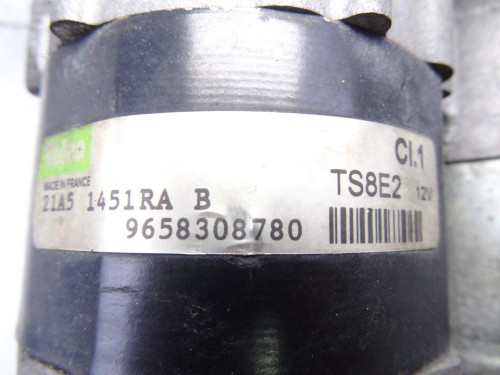 Valeo
CL.1
MADE IN FRANCE
TS8E2 12V
21A5 1451RA B
9658308780